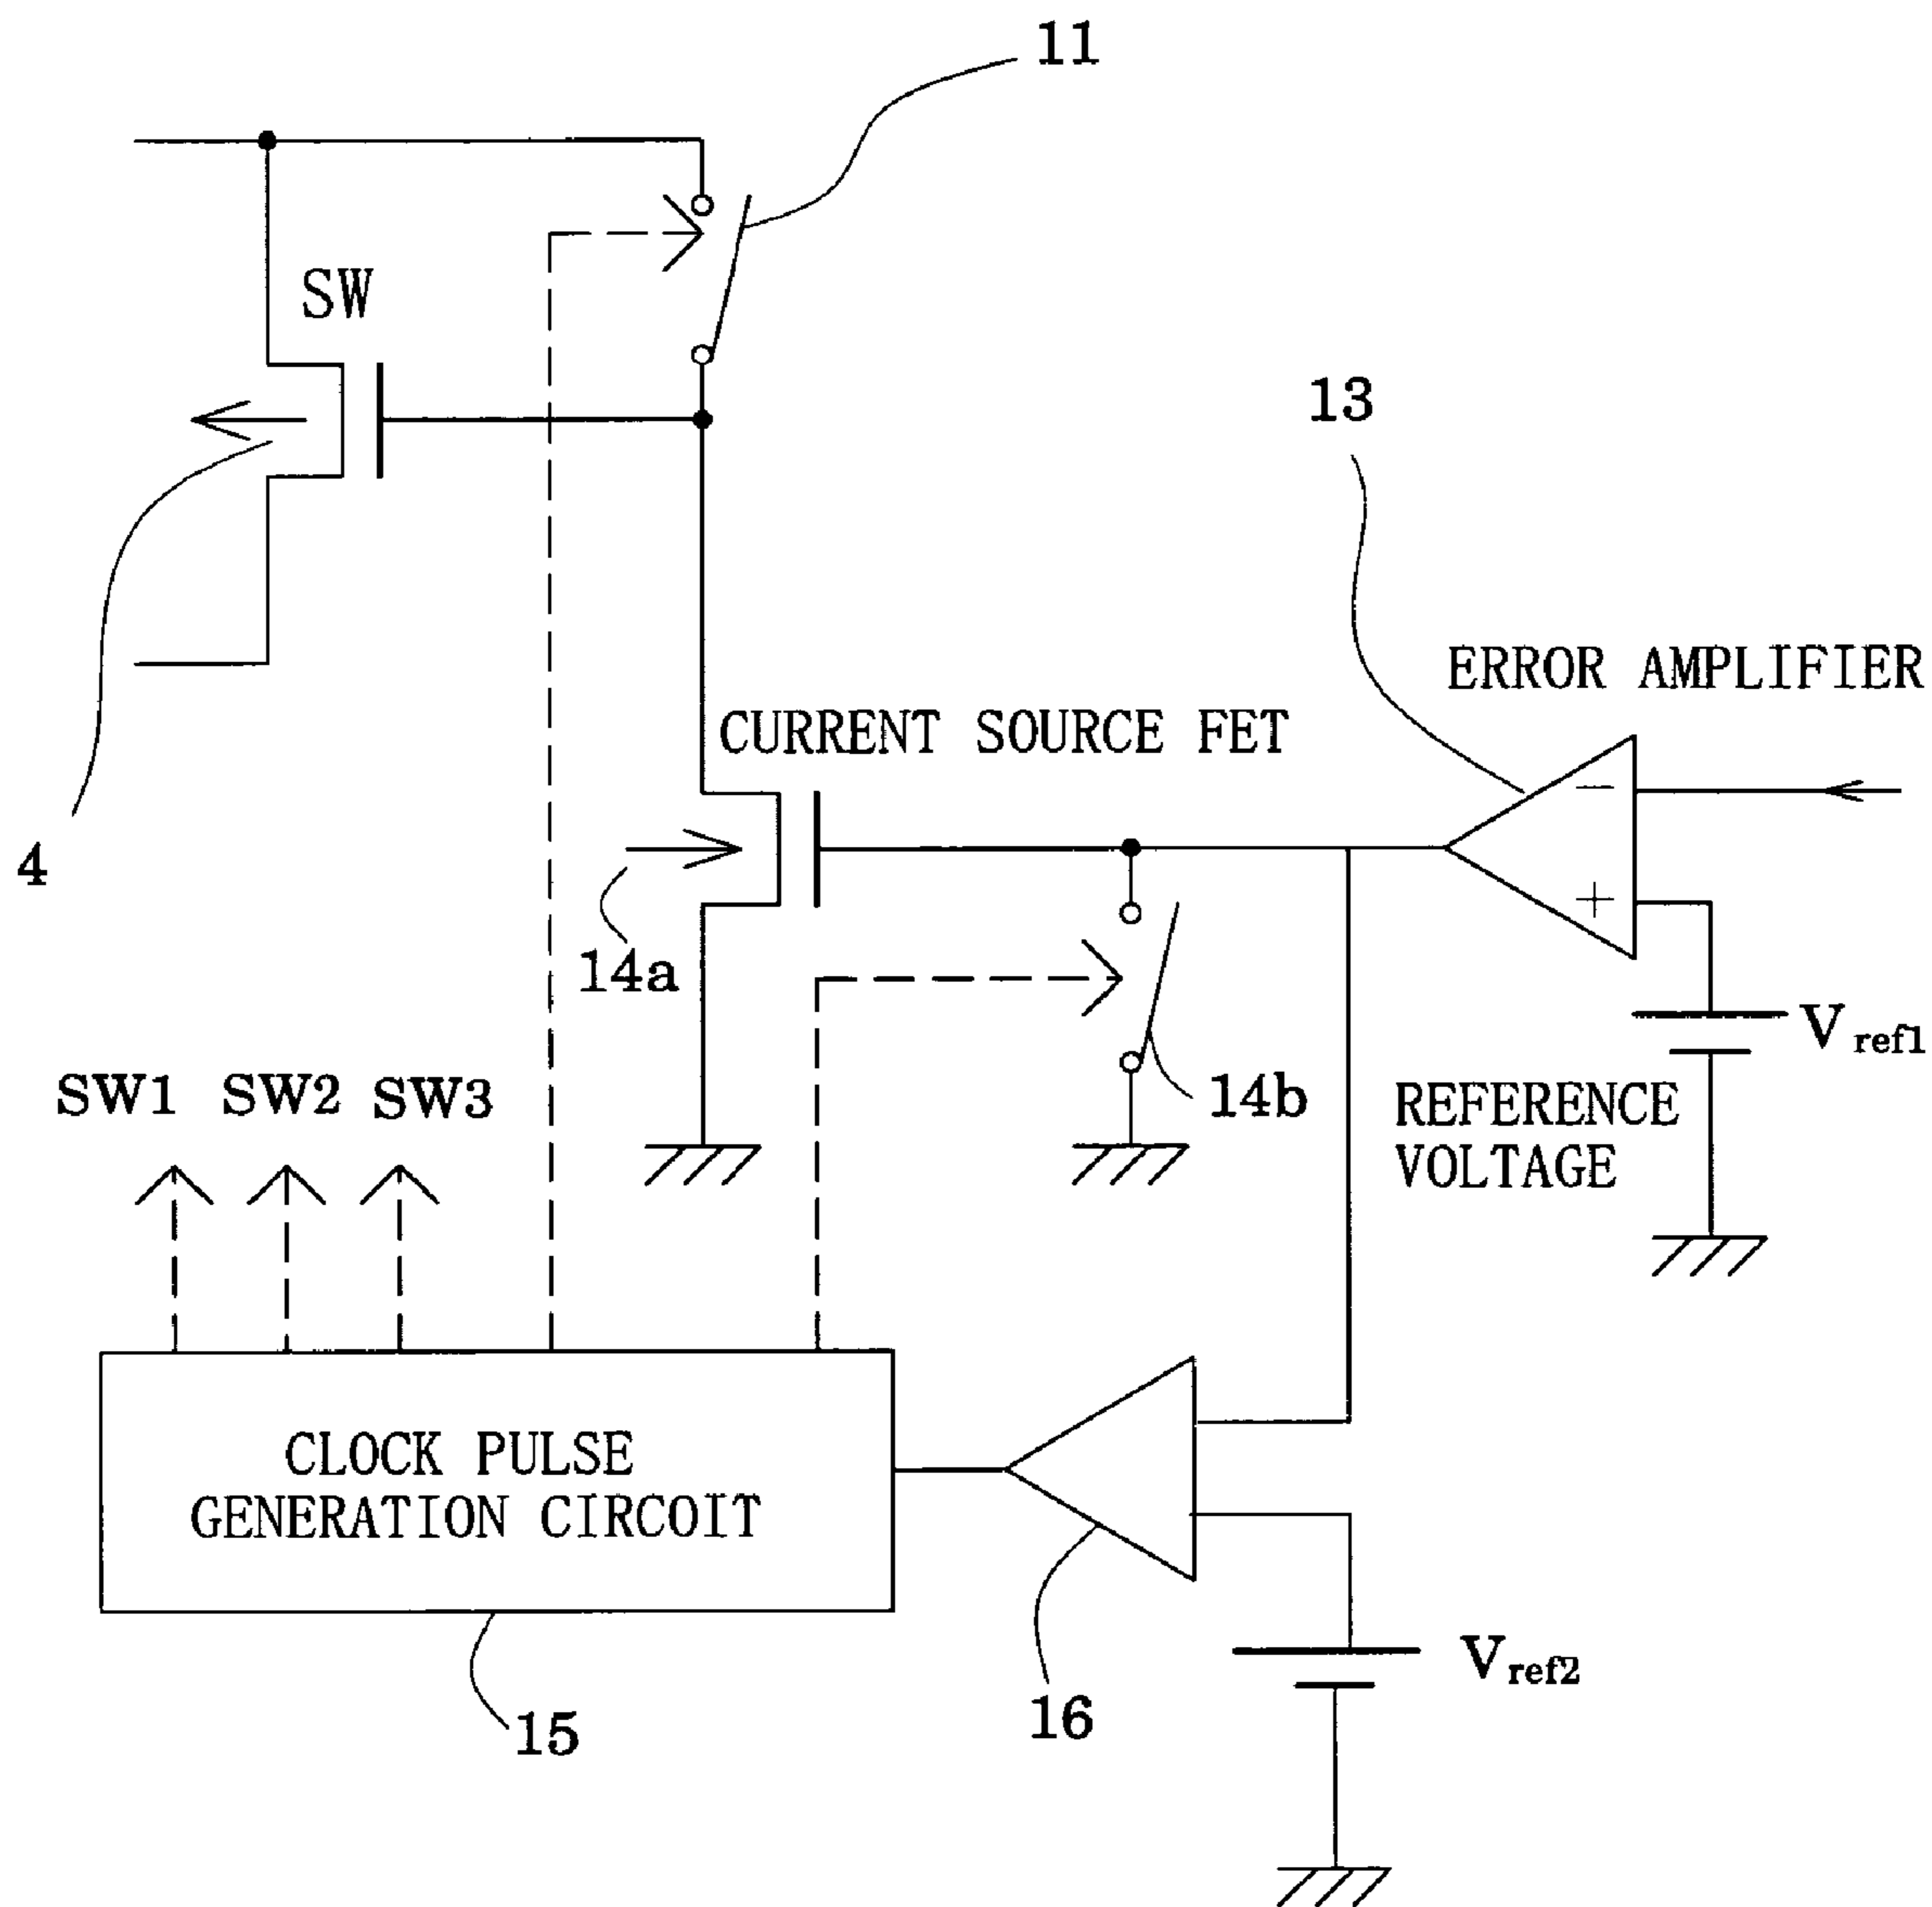 11
SW
13
ERROR AMPLIFIER
CURRENT SOURCE FET
−
4
+
14a
Vref1
SW1 SW2 SW3
14b
REFERENCE
VOLTAGE
CLOCK PULSE
GENERATION CIRCOIT
Vref2
16
15